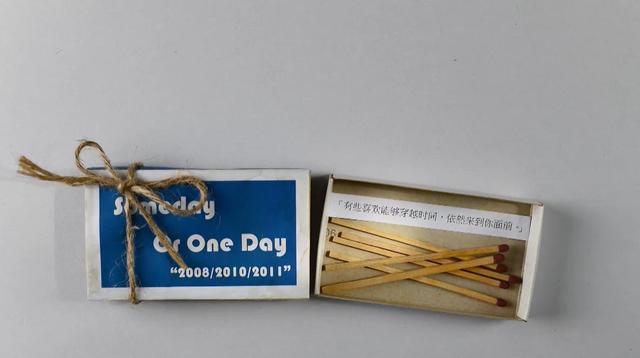 Someday
Or One Day
“2008/2010/2011”
「有些喜欢能够穿越时间，依然来到你面前。」
06